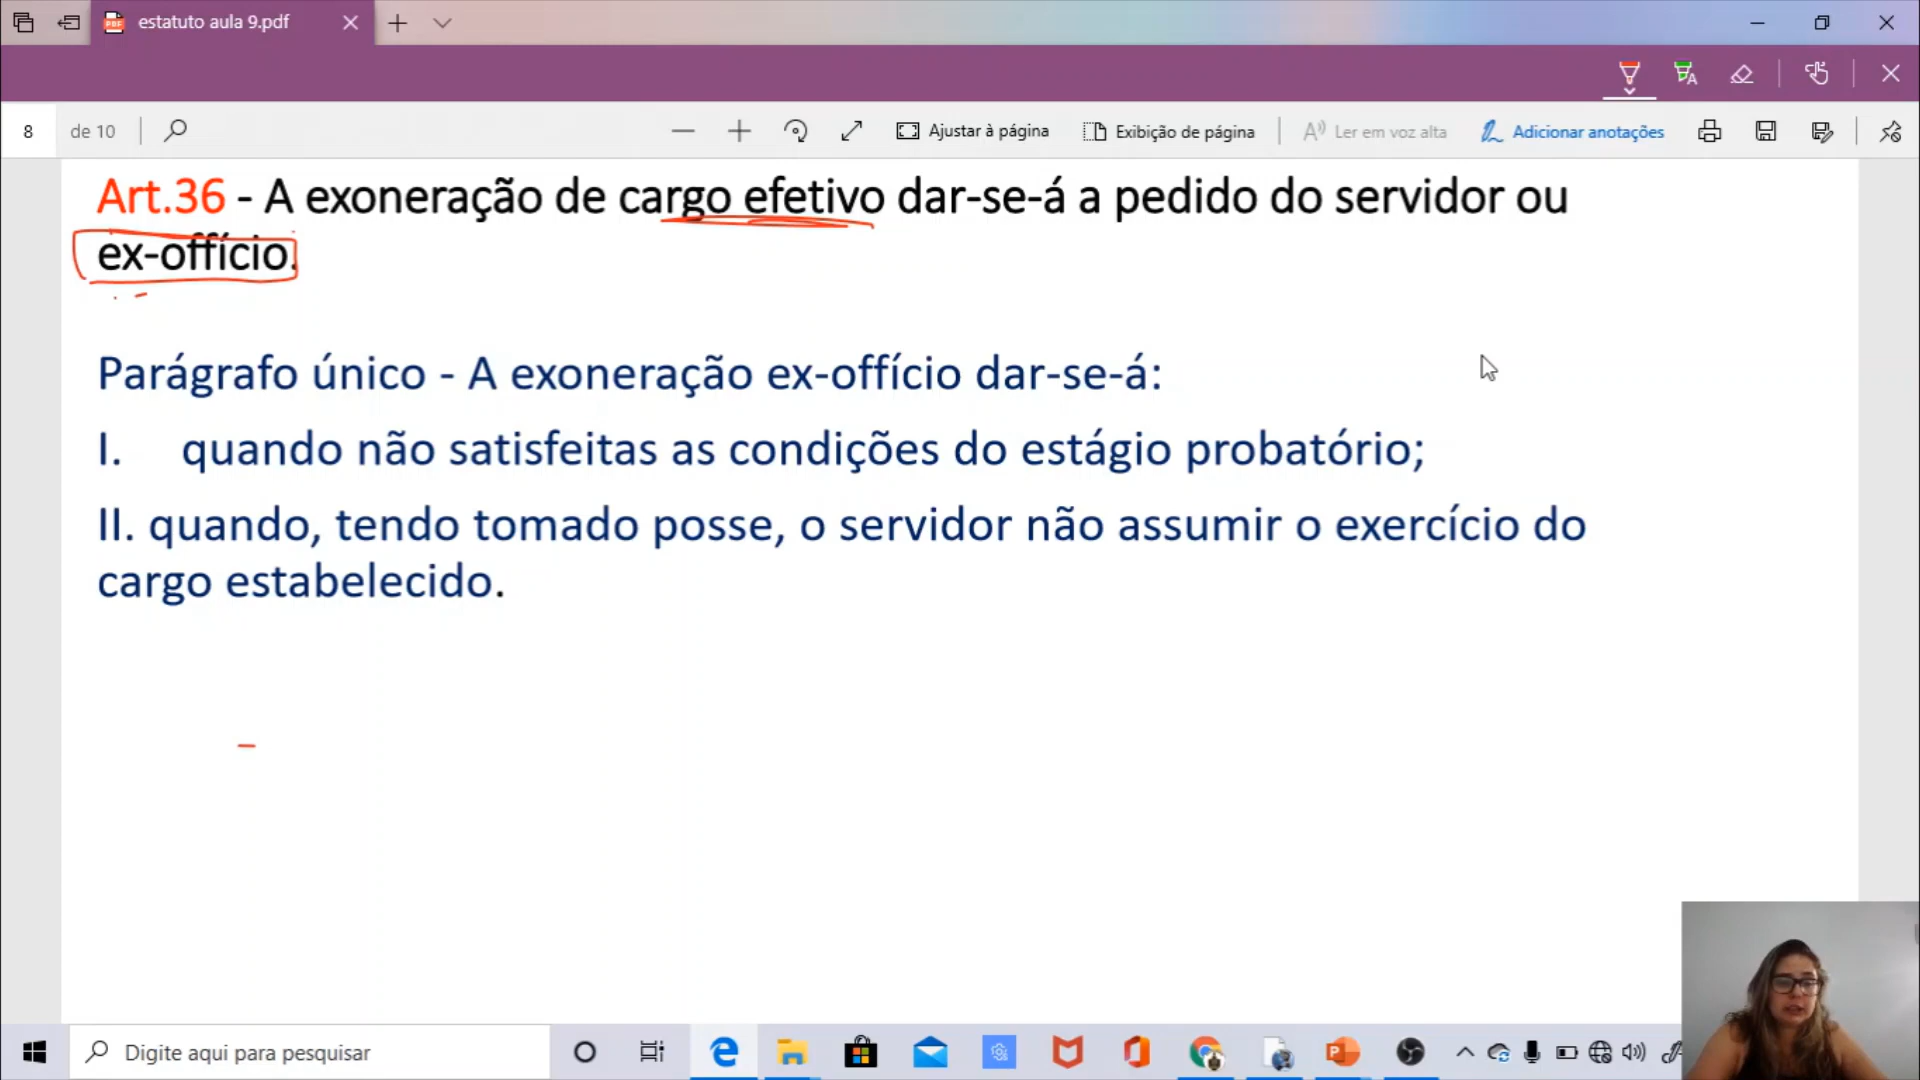 estatuto aula 9.pdf
8 de 10
Ajustar à página
Exibição de página
Ler em voz alta
Adicionar anotações
Art.36 - A exoneração de cargo efetivo dar-se-á a pedido do servidor ou
ex-offício.
Parágrafo único - A exoneração ex-offício dar-se-á:
I. quando não satisfeitas as condições do estágio probatório;
II. quando, tendo tomado posse, o servidor não assumir o exercício do
cargo estabelecido.
Digite aqui para pesquisar